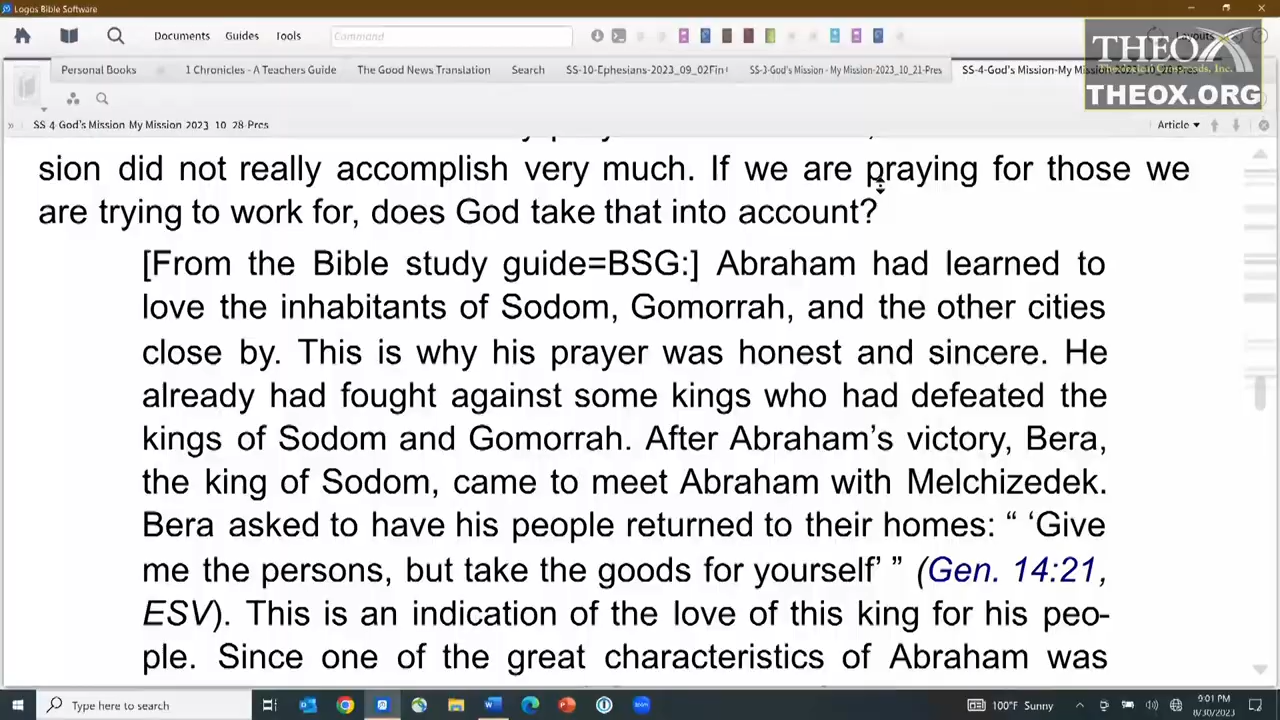 Logos Bible Software
Documents Guides Tools Command Layouts
THEOX
Theological Crossroads, Inc.
THEOX.ORG
Personal Books 1 Chronicles - A Teachers Guide The Good News Search SS-10-Ephesians-2023_09_02Fin SS-3-God's Mission - My Mission-2023_10_21-Pres SS-4-God's Mission-My
» SS 4 God's Mission My Mission 2023 10 28 Pres Article
sion did not really accomplish very much. If we are praying for those we
are trying to work for, does God take that into account?
[From the Bible study guide=BSG:] Abraham had learned to
love the inhabitants of Sodom, Gomorrah, and the other cities
close by. This is why his prayer was honest and sincere. He
already had fought against some kings who had defeated the
kings of Sodom and Gomorrah. After Abraham's victory, Bera,
the king of Sodom, came to meet Abraham with Melchizedek.
Bera asked to have his people returned to their homes: “ ‘Give
me the persons, but take the goods for yourself’ ” (Gen. 14:21,
ESV). This is an indication of the love of this king for his peo-
ple. Since one of the great characteristics of Abraham was
Type here to search 100°F Sunny 9:01 PM
8/30/2023